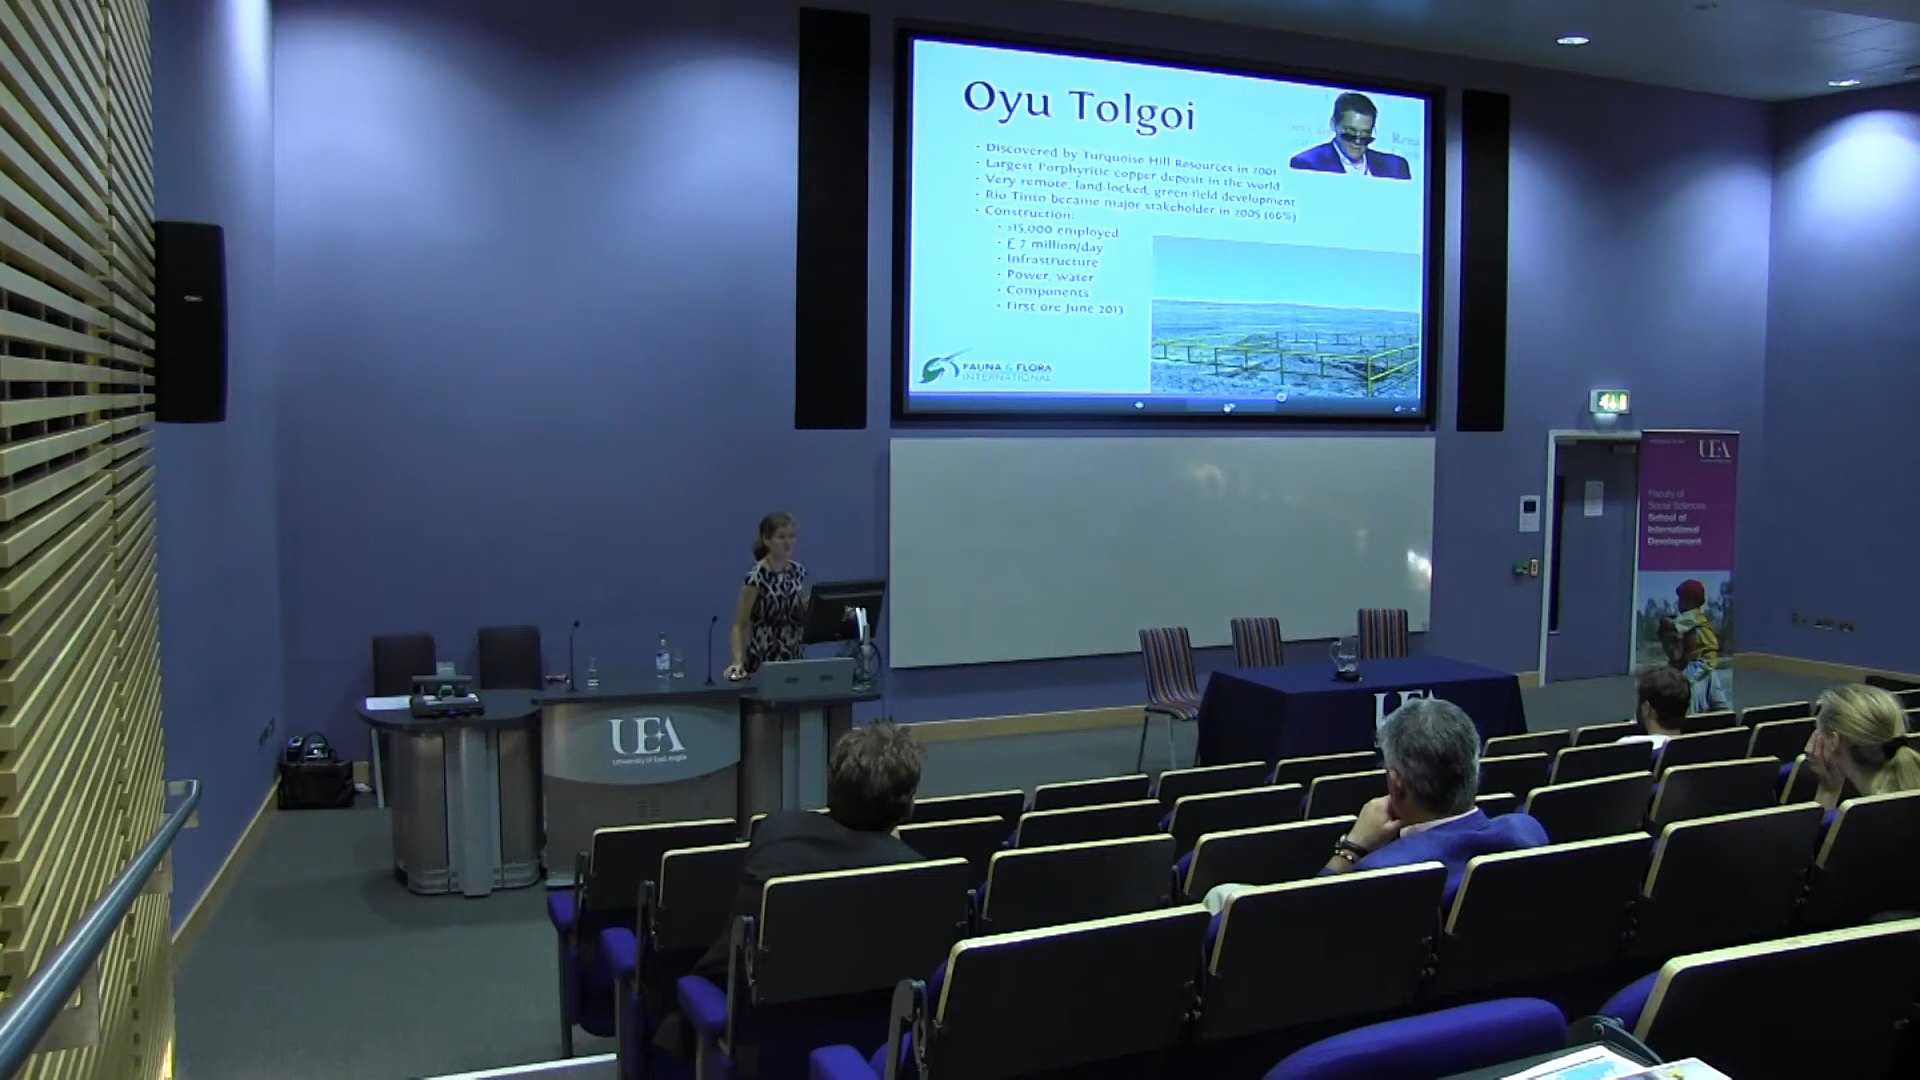 Oyu Tolgoi
- Discovered by Turquoise Hill Resources in 2001
- Largest Porphyritic copper deposit in the world
- Very remote, land-locked, green-field development
- Rio Tinto became major stakeholder in 2005 (66%)
- Construction:
- >15,000 employed
- £ 7 million/day
- Infrastructure
- Power, water
- Components
- First ore June 2013
FAUNA & FLORA
INTERNATIONAL
UEA
Faculty of
Social Sciences
School of
International
Development
UEA
University of East Anglia
UEA